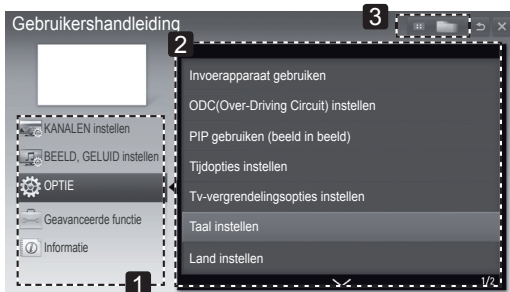 Gebruikershandleiding
3
2
Invoerapparaat gebruiken
ODC(Over-Driving Circuit) instellen
PIP gebruiken (beeld in beeld)
Tijdopties instellen
Tv-vergrendelingsopties instellen
Taal instellen
Land instellen
1/2
KANALEN instellen
BEELD, GELUID instellen
OPTIE
Geavanceerde functie
Informatie
1